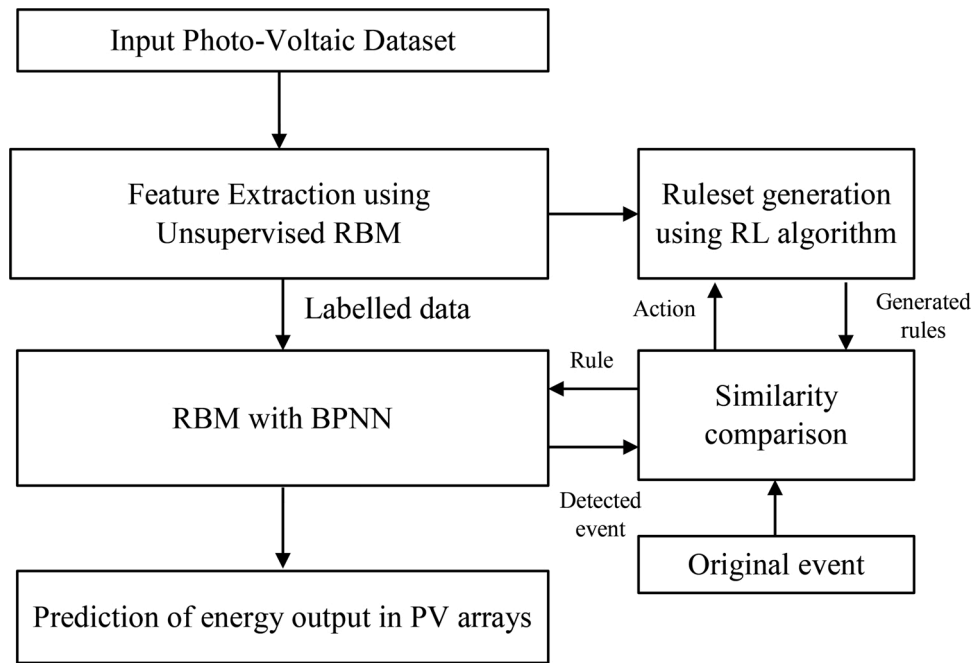 Input Photo-Voltaic Dataset
Feature Extraction using
Unsupervised RBM
Ruleset generation
using RL algorithm
Labelled data
Action
Generated
rules
Rule
RBM with BPNN
Similarity
comparison
Detected
event
Original event
Prediction of energy output in PV arrays